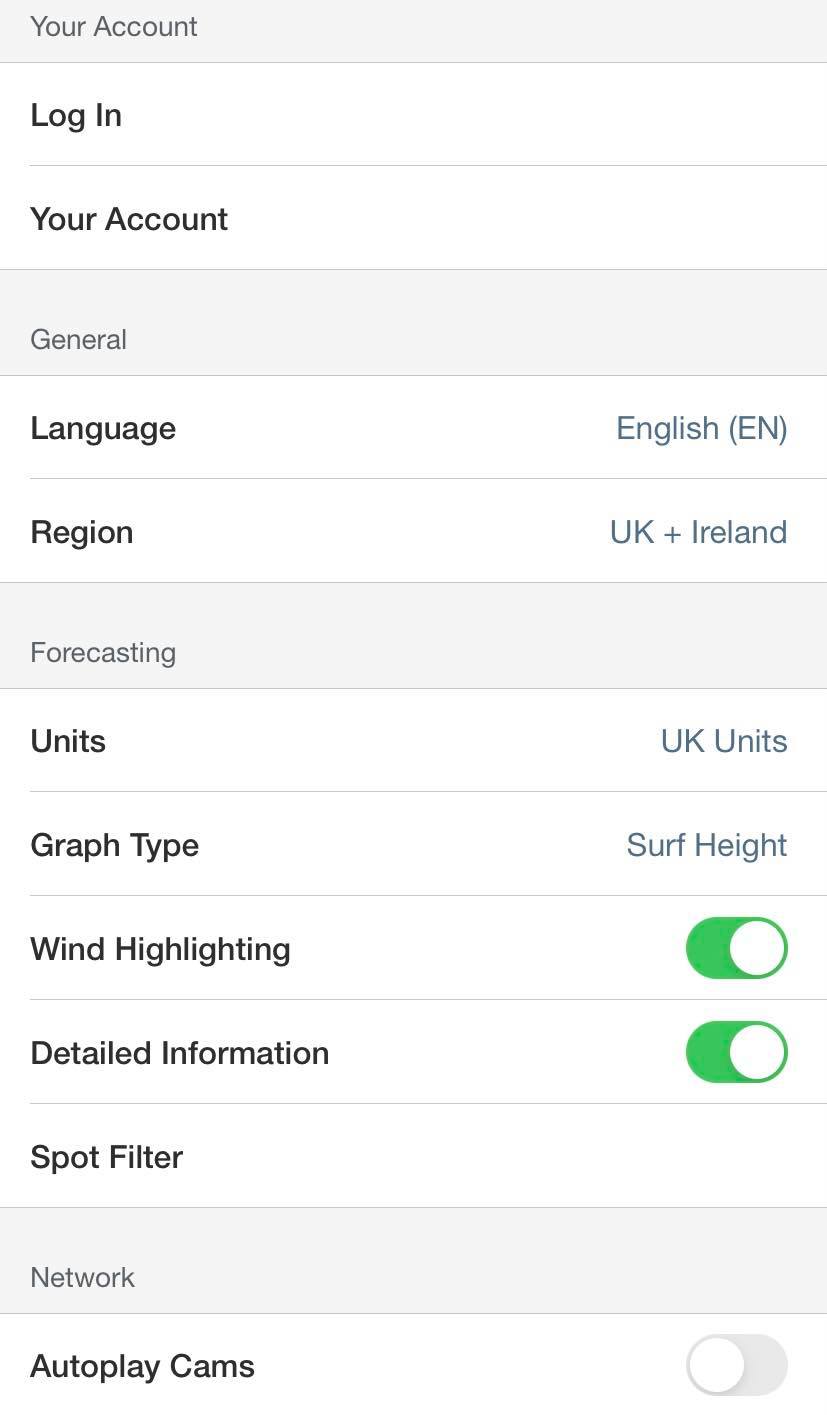 Your Account
Log In
Your Account
General
Language English (EN)
Region UK + Ireland
Forecasting
Units UK Units
Graph Type Surf Height
Wind Highlighting
Detailed Information
Spot Filter
Network
Autoplay Cams